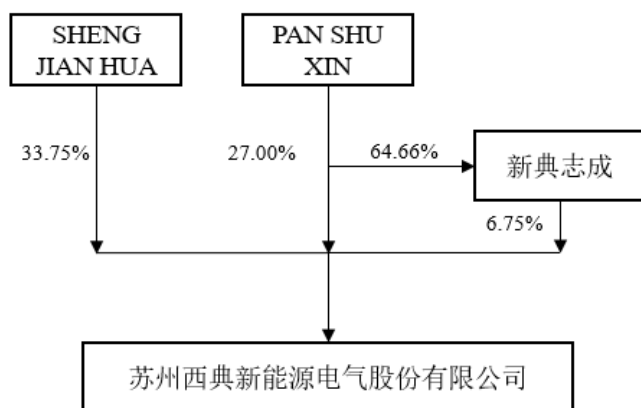 SHENG
JIAN HUA
PAN SHU
XIN
33.75%
27.00%
64.66%
新典志成
6.75%
苏州西典新能源电气股份有限公司